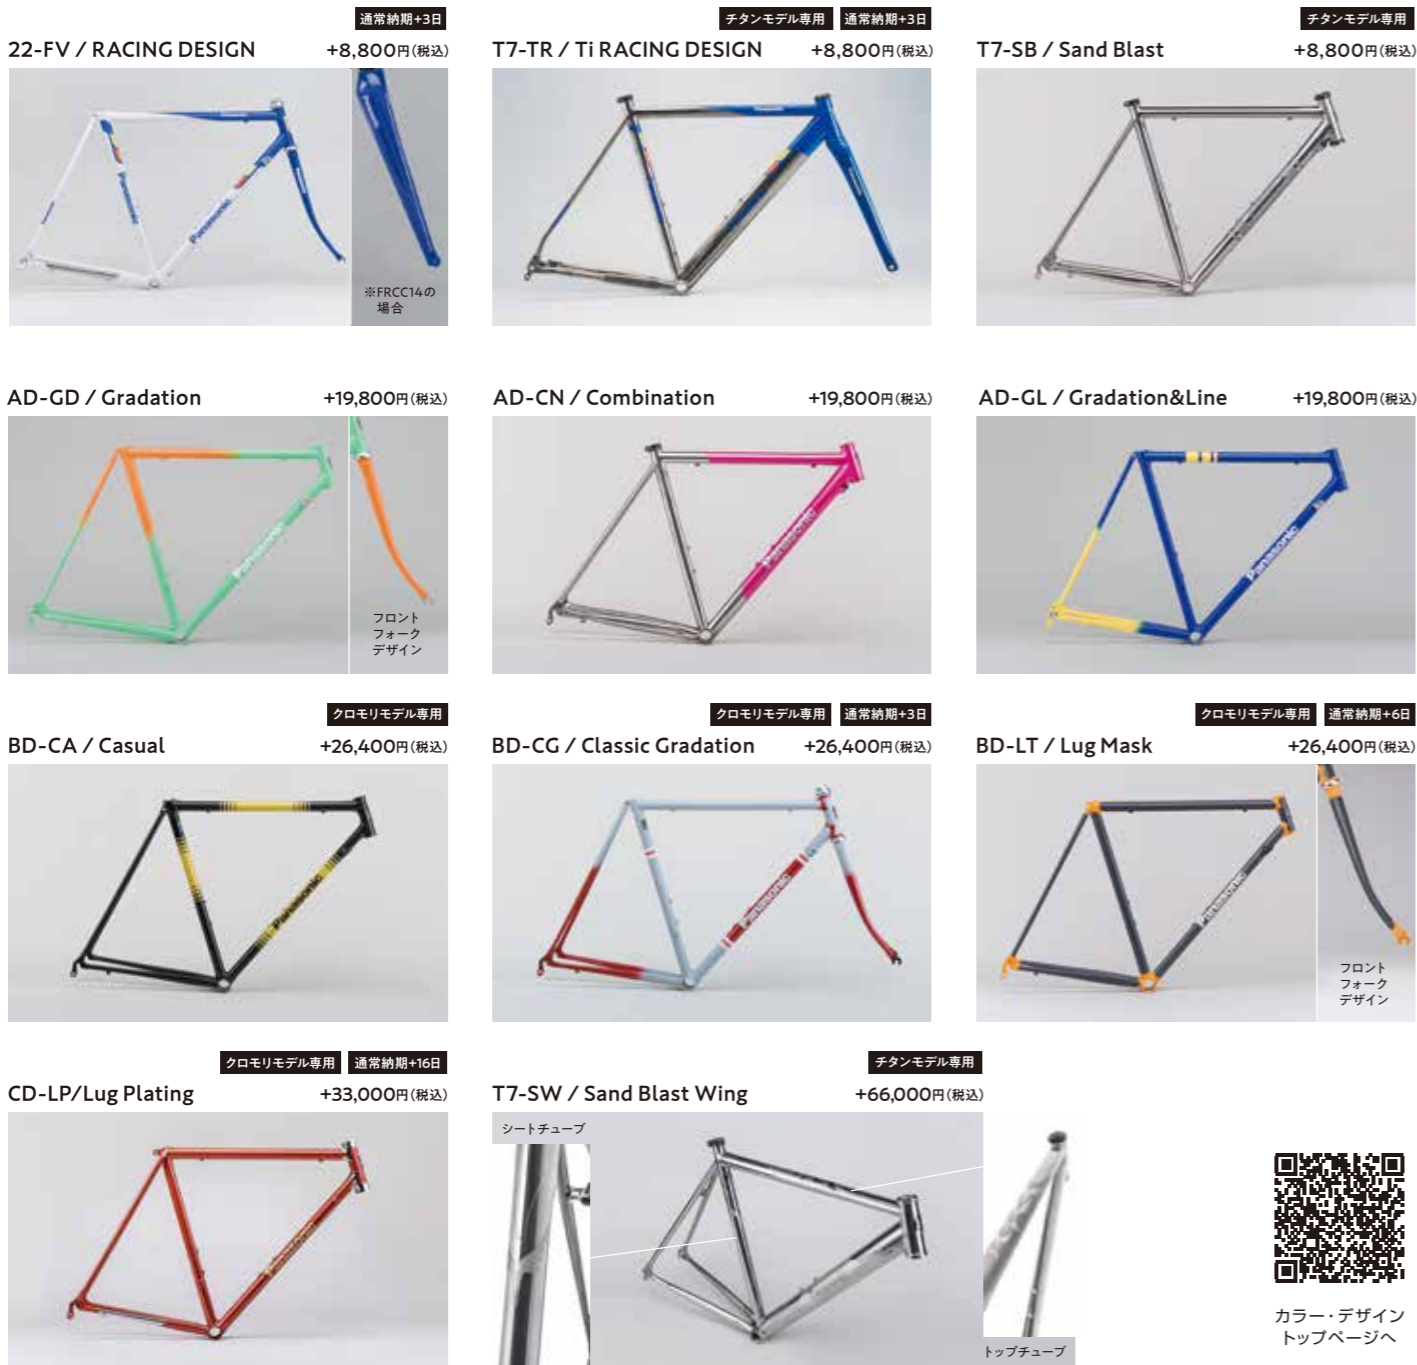 通常納期+3日
22-FV / RACING DESIGN +8,800円(税込)
Panasonic
Panasonic
※FRCC14の
場合
チタンモデル専用 通常納期+3日
T7-TR / Ti RACING DESIGN +8,800円(税込)
チタンモデル専用
T7-SB / Sand Blast +8,800円(税込)
AD-GD / Gradation +19,800円(税込)
Panasonic
フロント
フォーク
デザイン
AD-CN / Combination +19,800円(税込)
Panasonic
AD-GL / Gradation&Line +19,800円(税込)
Panasonic
クロモリモデル専用
BD-CA / Casual +26,400円(税込)
Panasonic
クロモリモデル専用 通常納期+3日
BD-CG / Classic Gradation +26,400円(税込)
Panasonic
クロモリモデル専用 通常納期+6日
BD-LT / Lug Mask +26,400円(税込)
Panasonic
フロント
フォーク
デザイン
クロモリモデル専用 通常納期+16日
CD-LP/Lug Plating +33,000円(税込)
Panasonic
チタンモデル専用
T7-SW / Sand Blast Wing +66,000円(税込)
シートチューブ
トップチューブ
カラー・デザイン
トップページへ